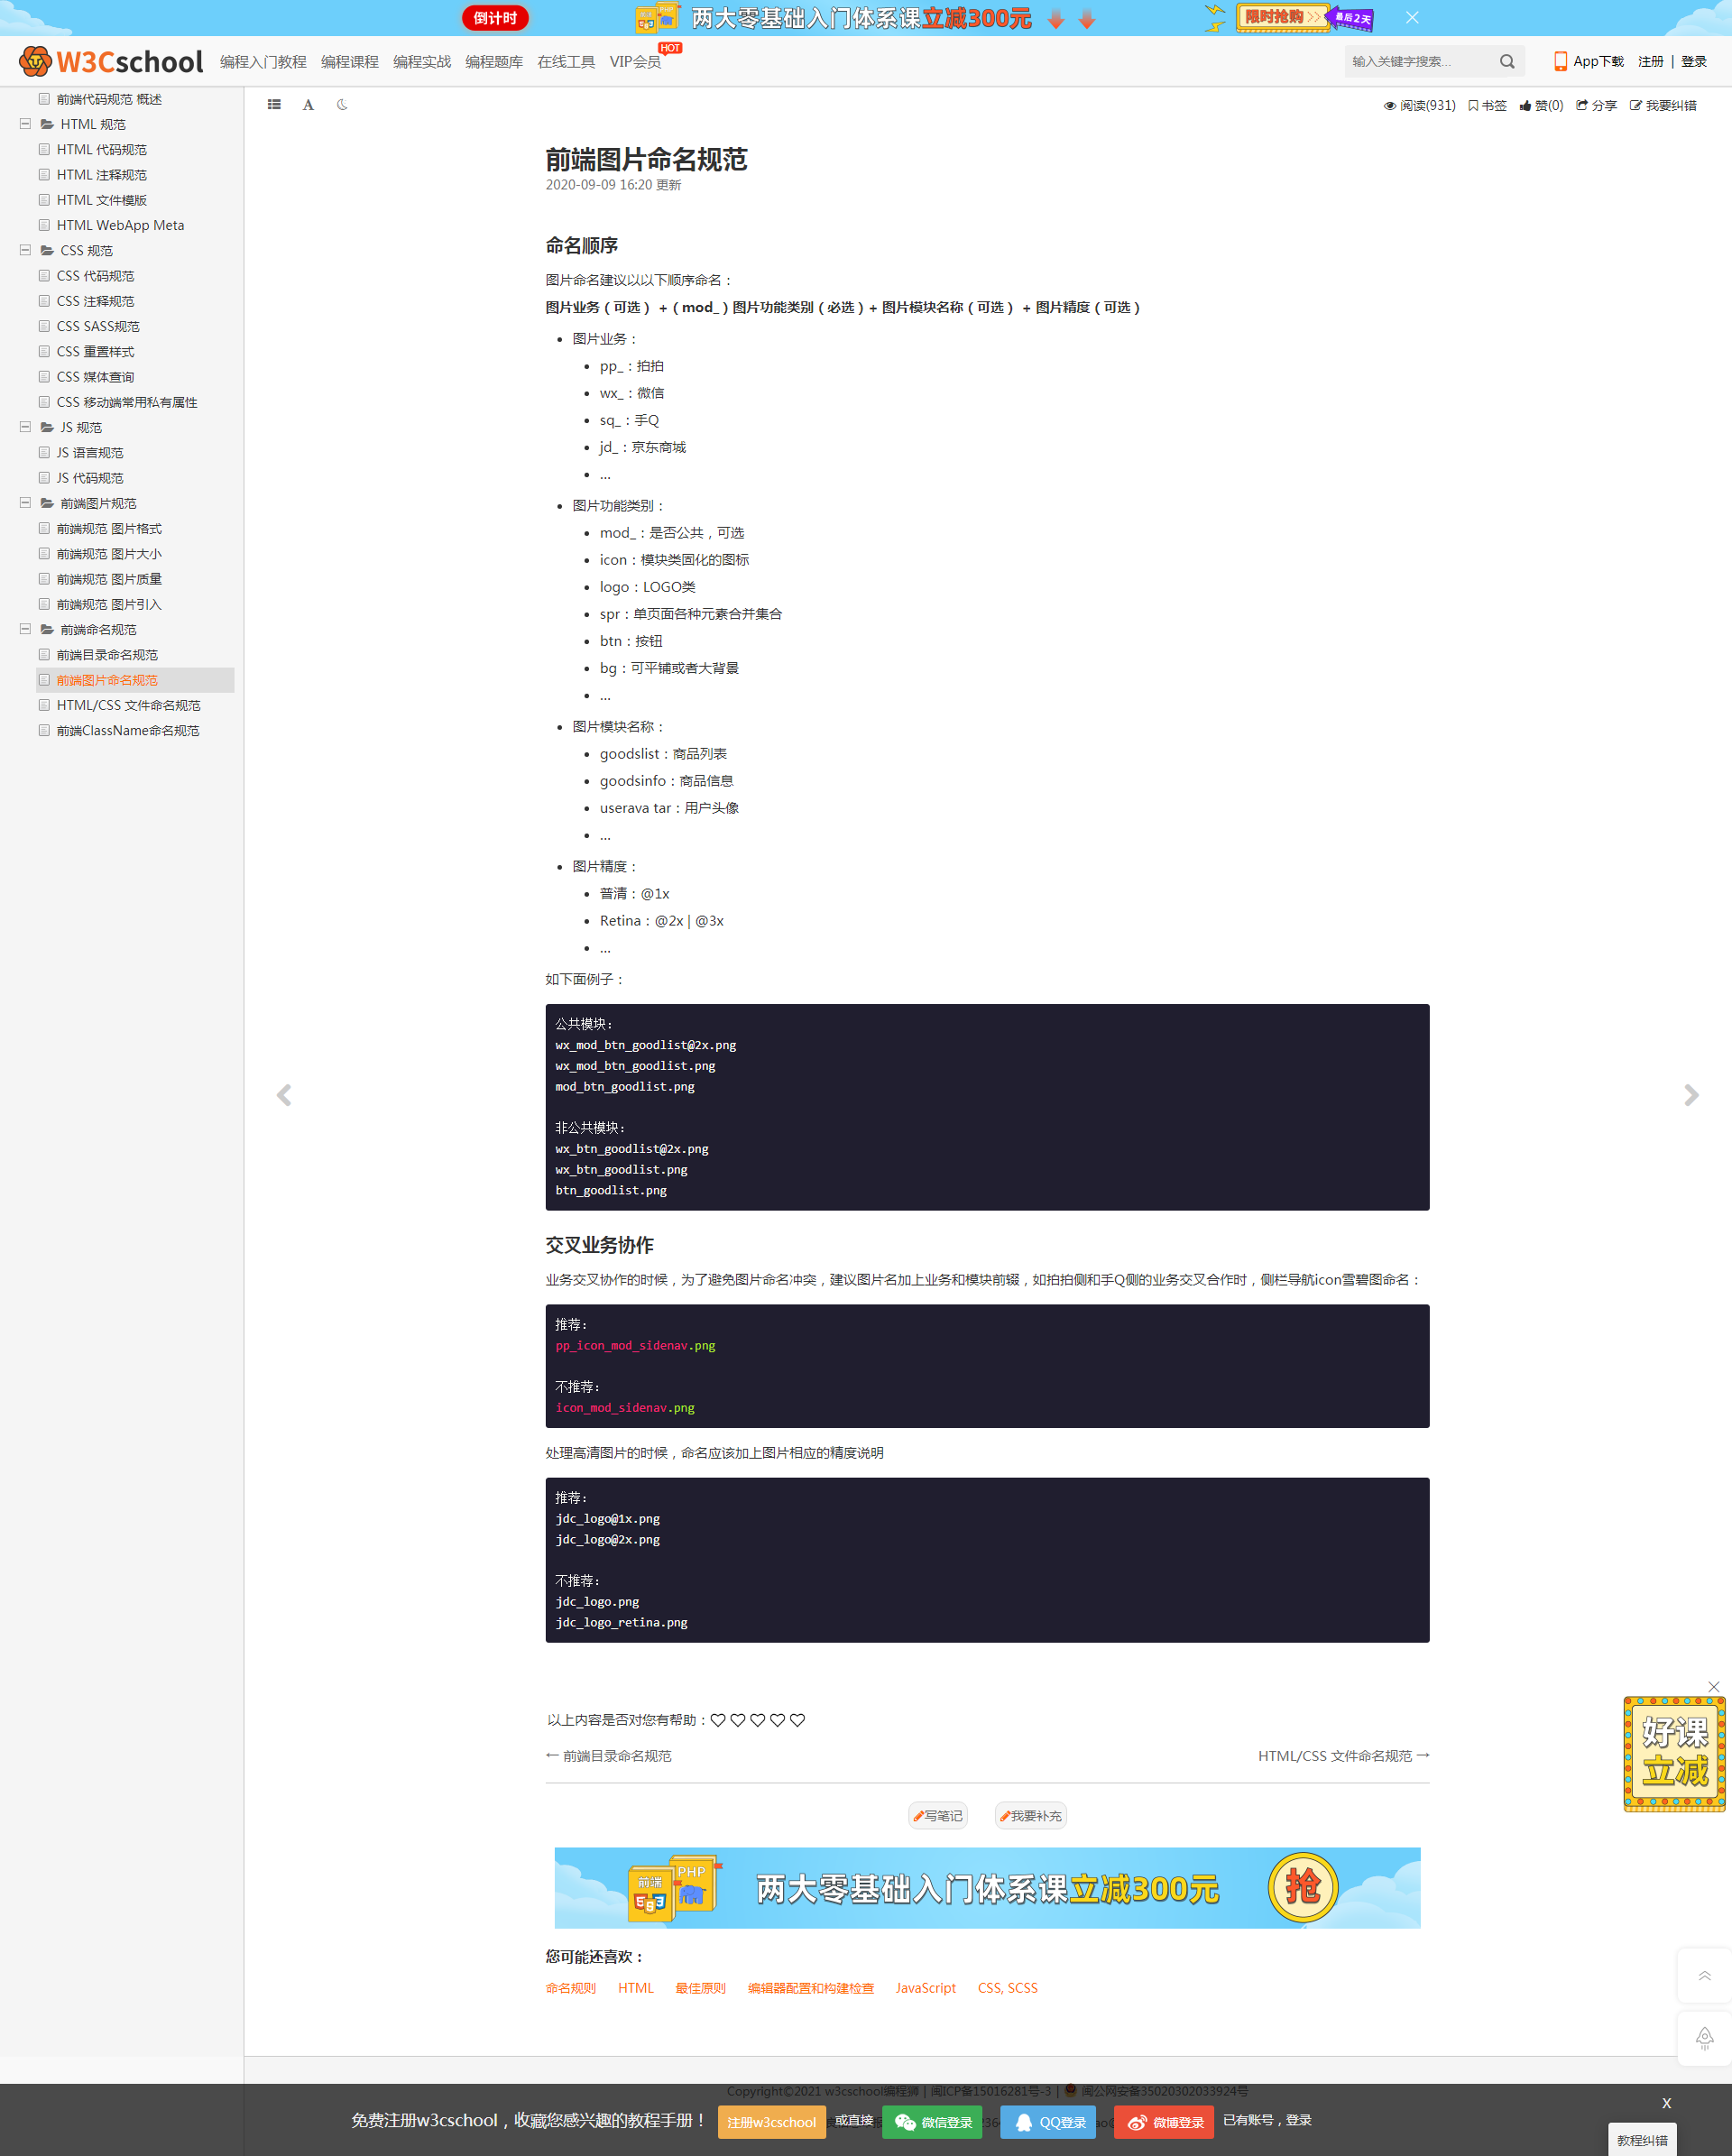 倒计时
前端
PHP
两大零基础入门体系课立减300元
限时抢购>>
最后2天
W3Cschool
编程入门教程 编程课程 编程实战 编程题库 在线工具 VIP会员 HOT
输入关键字搜索...
App下载 注册 | 登录
前端代码规范 概述
HTML 规范
HTML 代码规范
HTML 注释规范
HTML 文件模版
HTML WebApp Meta
CSS 规范
CSS 代码规范
CSS 注释规范
CSS SASS规范
CSS 重置样式
CSS 媒体查询
CSS 移动端常用私有属性
JS 规范
JS 语言规范
JS 代码规范
前端图片规范
前端规范 图片格式
前端规范 图片大小
前端规范 图片质量
前端规范 图片引入
前端命名规范
前端目录命名规范
前端图片命名规范
HTML/CSS 文件命名规范
前端ClassName命名规范
A
阅读(931) 书签 赞(0) 分享 我要纠错
前端图片命名规范
2020-09-09 16:20 更新
命名顺序
图片命名建议以以下顺序命名：
图片业务（可选） +（mod_）图片功能类别（必选）+ 图片模块名称（可选） + 图片精度（可选）
图片业务：
pp_：拍拍
wx_：微信
sq_：手Q
jd_：京东商城
...
图片功能类别：
mod_：是否公共，可选
icon：模块类固化的图标
logo：LOGO类
spr：单页面各种元素合并集合
btn：按钮
bg：可平铺或者大背景
...
图片模块名称：
goodslist：商品列表
goodsinfo：商品信息
userava tar：用户头像
...
图片精度：
普清：@1x
Retina：@2x | @3x
...
如下面例子：
公共模块：
wx_mod_btn_goodlist@2x.png
wx_mod_btn_goodlist.png
mod_btn_goodlist.png
非公共模块：
wx_btn_goodlist@2x.png
wx_btn_goodlist.png
btn_goodlist.png
交叉业务协作
业务交叉协作的时候，为了避免图片命名冲突，建议图片名加上业务和模块前辍，如拍拍侧和手Q侧的业务交叉合作时，侧栏导航icon雪碧图命名：
推荐：
pp_icon_mod_sidenav.png
不推荐：
icon_mod_sidenav.png
处理高清图片的时候，命名应该加上图片相应的精度说明
推荐：
jdc_logo@1x.png
jdc_logo@2x.png
不推荐：
jdc_logo.png
jdc_logo_retina.png
以上内容是否对您有帮助：
← 前端目录命名规范
HTML/CSS 文件命名规范 →
好课
立减
写笔记 我要补充
前端
PHP
两大零基础入门体系课立减300元
抢
您可能还喜欢：
命名规则 HTML 最佳原则 编辑器配置和构建检查 JavaScript CSS, SCSS
Copyright©2021 w3cschool编程狮 | 闽ICP备15016281号-3 | 闽公网安备35020302033924号
X
免费注册w3cschool，收藏您感兴趣的教程手册！ 注册w3cschool 或直接 微信登录 QQ登录 微博登录 已有账号，登录
教程纠错